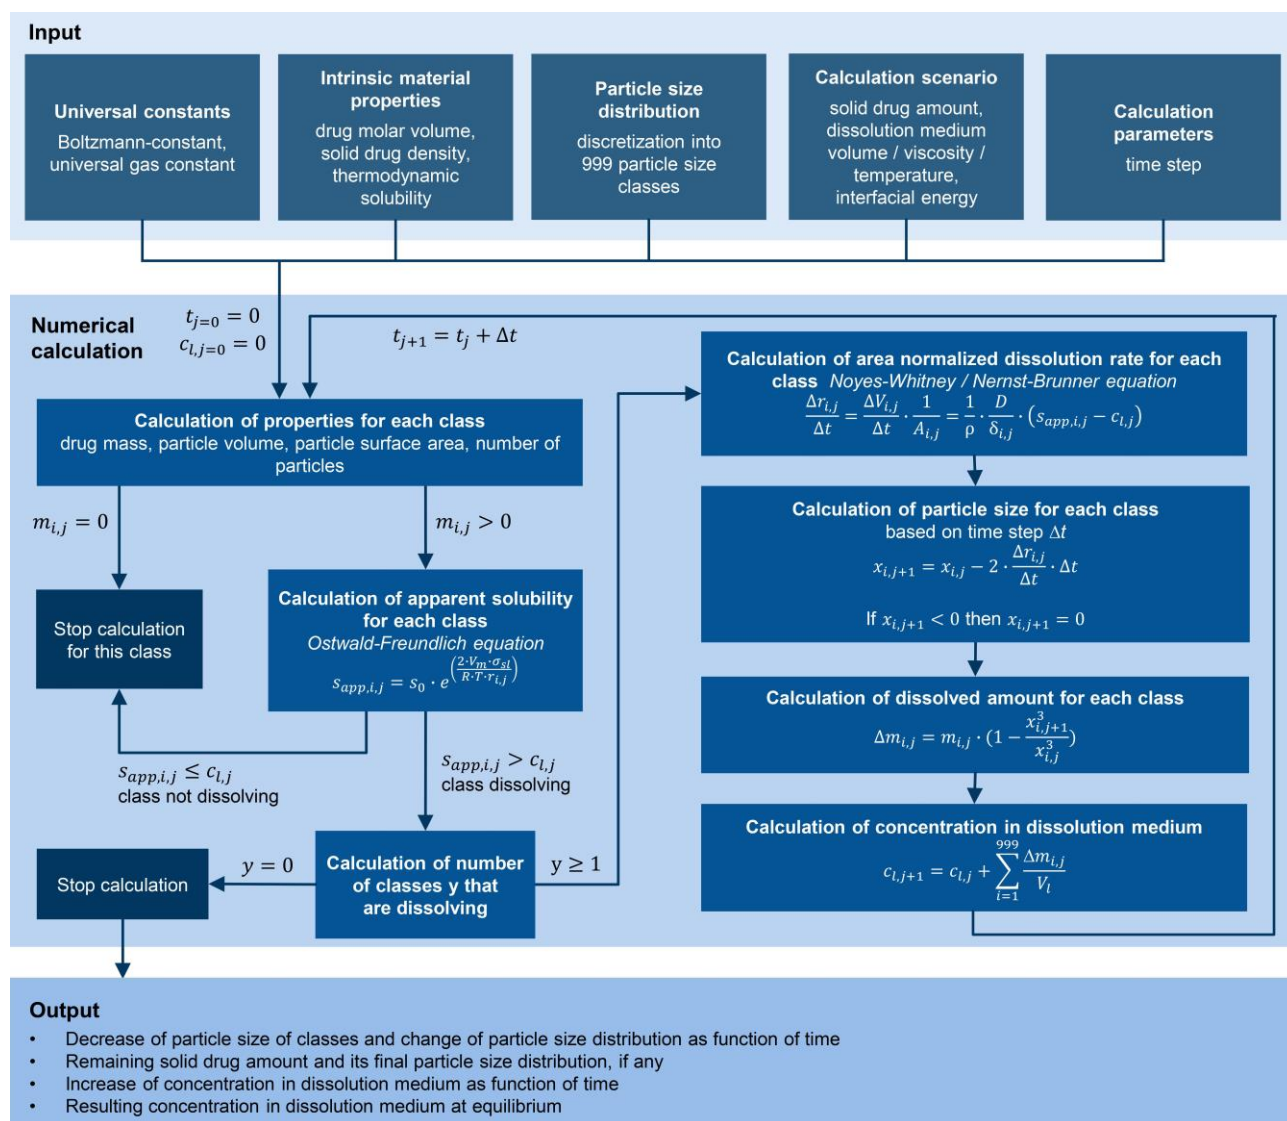 Input
Universal constants
Boltzmann-constant,
universal gas constant
Intrinsic material
properties
drug molar volume,
solid drug density,
thermodynamic
solubility
Particle size
distribution
discretization into
999 particle size
classes
Calculation scenario
solid drug amount,
dissolution medium
volume / viscosity /
temperature,
interfacial energy
Calculation
parameters
time step
Numerical
calculation
t_{j=0} = 0
c_{l,j=0} = 0
t_{j+1} = t_j + Δt
Calculation of properties for each class
drug mass, particle volume, particle surface area, number of
particles
m_{i,j} = 0
m_{i,j} > 0
Stop calculation
for this class
Calculation of apparent solubility
for each class
Ostwald-Freundlich equation
s_{app,i,j} = s_0 · e^{(\frac{2·V_m·σ_{sl}}{R·T·r_{i,j}})}
s_{app,i,j} ≤ c_{l,j}
class not dissolving
s_{app,i,j} > c_{l,j}
class dissolving
Stop calculation
y = 0
Calculation of number
of classes y that
are dissolving
y ≥ 1
Calculation of area normalized dissolution rate for each
class Noyes-Whitney / Nernst-Brunner equation
\frac{Δr_{i,j}}{Δt} = \frac{ΔV_{i,j}}{Δt} · \frac{1}{A_{i,j}} = \frac{1}{ρ} · \frac{D}{δ_{i,j}} · (s_{app,i,j} − c_{l,j})
Calculation of particle size for each class
based on time step Δt
x_{i,j+1} = x_{i,j} − 2 · \frac{Δr_{i,j}}{Δt} · Δt
If x_{i,j+1} < 0 then x_{i,j+1} = 0
Calculation of dissolved amount for each class
Δm_{i,j} = m_{i,j} · (1 − \frac{x^3_{i,j+1}}{x^3_{i,j}})
Calculation of concentration in dissolution medium
c_{l,j+1} = c_{l,j} + \sum_{i=1}^{999} \frac{Δm_{i,j}}{V_l}
Output
• Decrease of particle size of classes and change of particle size distribution as function of time
• Remaining solid drug amount and its final particle size distribution, if any
• Increase of concentration in dissolution medium as function of time
• Resulting concentration in dissolution medium at equilibrium